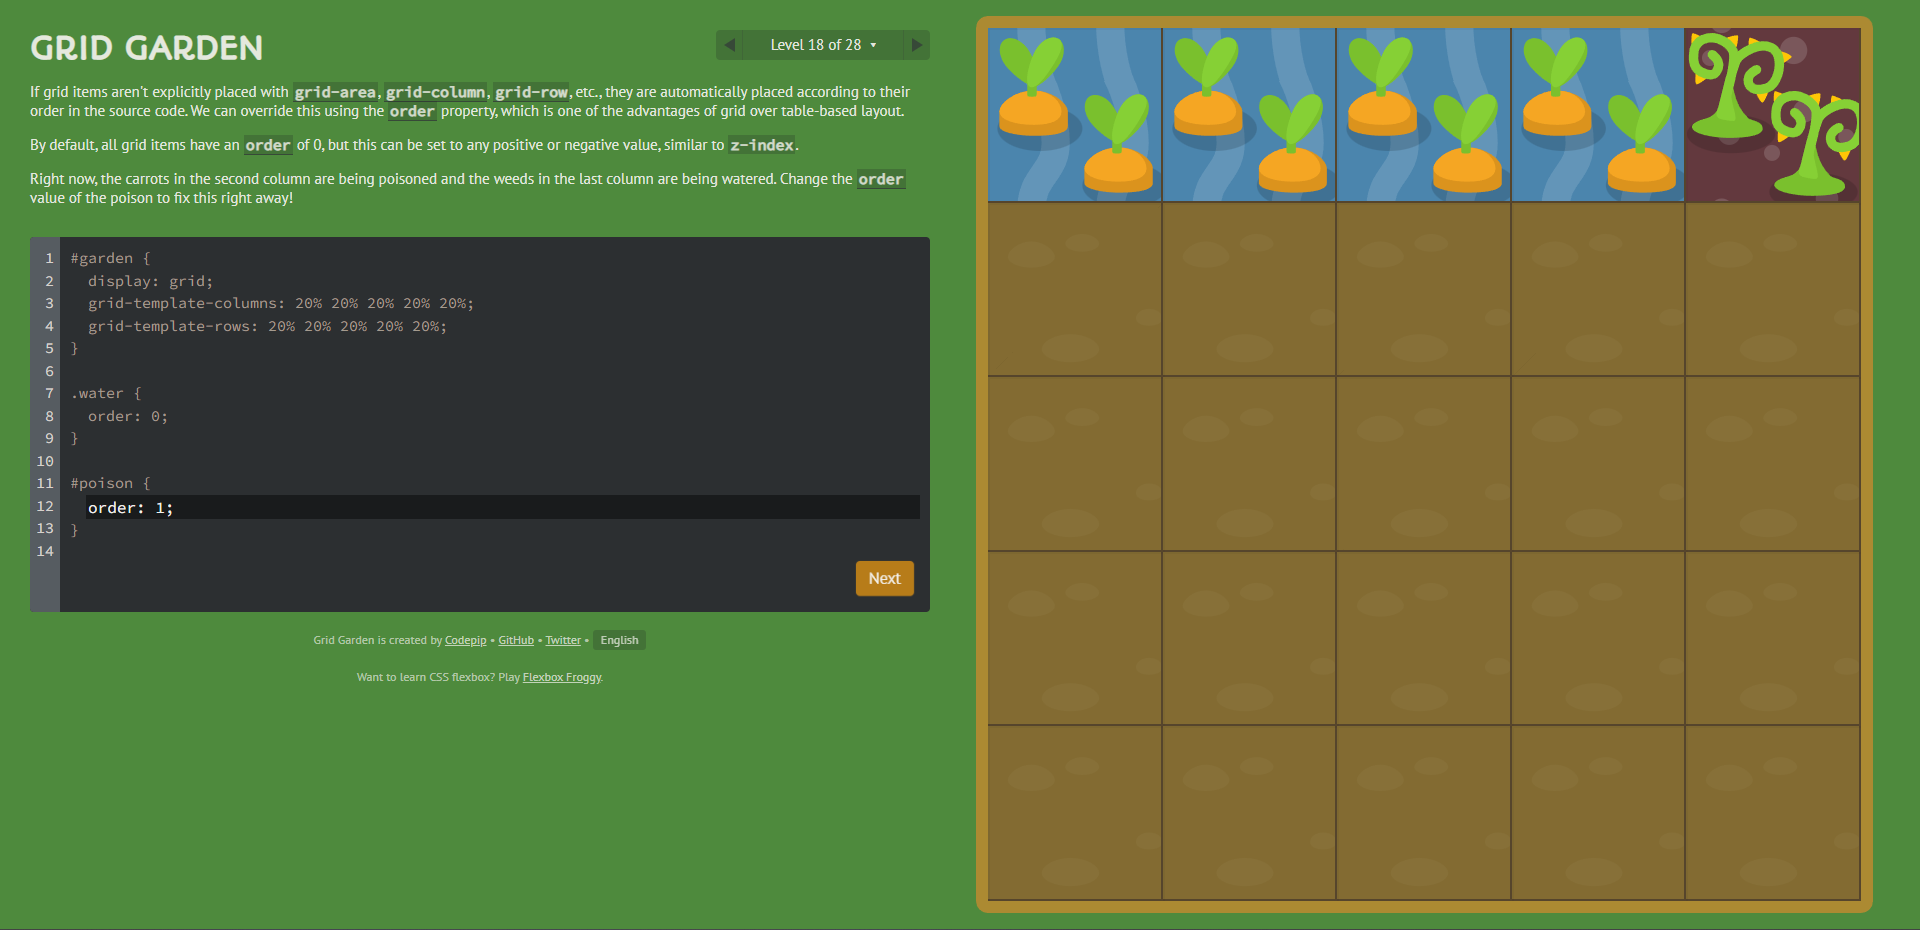 GRID GARDEN
Level 18 of 28
If grid items aren't explicitly placed with grid-area, grid-column, grid-row, etc., they are automatically placed according to their
order in the source code. We can override this using the order property, which is one of the advantages of grid over table-based layout.
By default, all grid items have an order of 0, but this can be set to any positive or negative value, similar to z-index.
Right now, the carrots in the second column are being poisoned and the weeds in the last column are being watered. Change the order
value of the poison to fix this right away!
1 #garden {
2 display: grid;
3 grid-template-columns: 20% 20% 20% 20% 20%;
4 grid-template-rows: 20% 20% 20% 20% 20%;
5 }
6
7 .water {
8 order: 0;
9 }
10
11 #poison {
12 order: 1;
13 }
14
Next
Grid Garden is created by Codepip • GitHub • Twitter • English
Want to learn CSS flexbox? Play Flexbox Froggy.